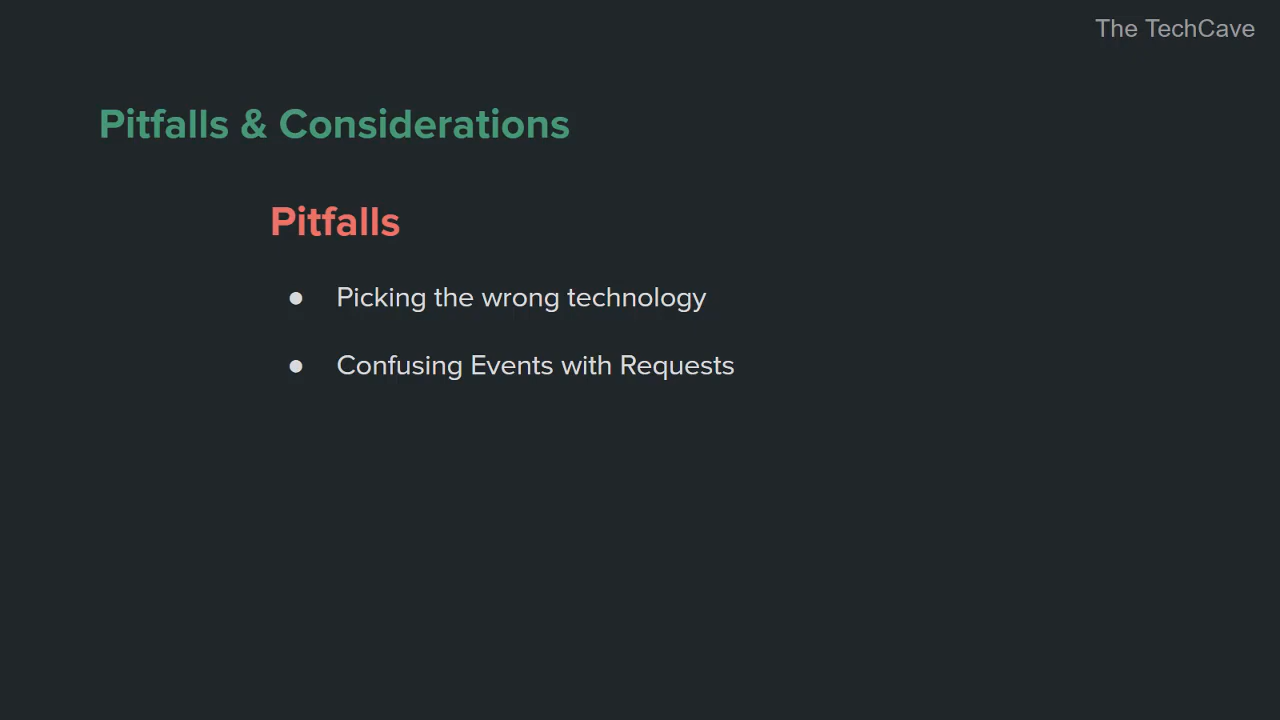 The TechCave
Pitfalls & Considerations
Pitfalls
● Picking the wrong technology
● Confusing Events with Requests